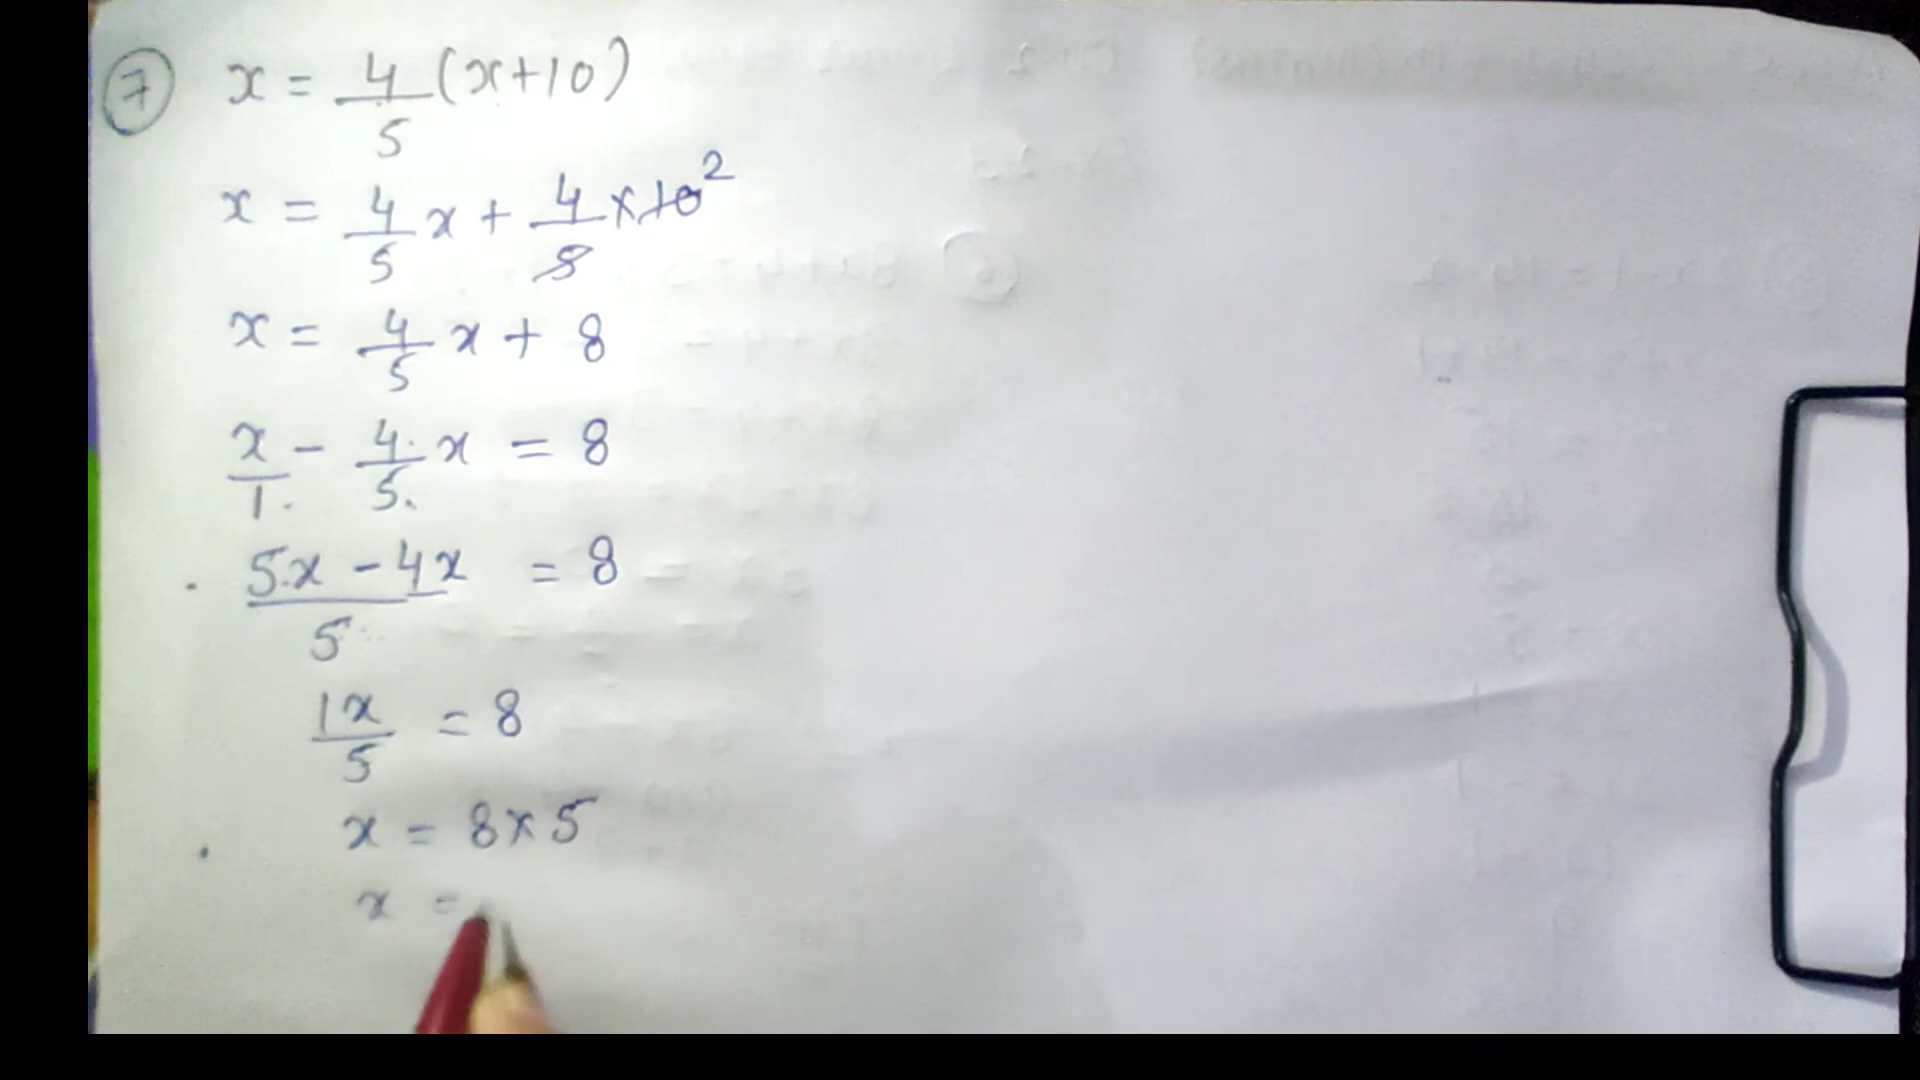 7 x = 4/5 (x+10)
x = 4/5 x + 4/5 × 10 2
x = 4/5 x + 8
x/1. - 4./5. x = 8
5x - 4x / 5 = 8
1x/5 = 8
x = 8 × 5
x =